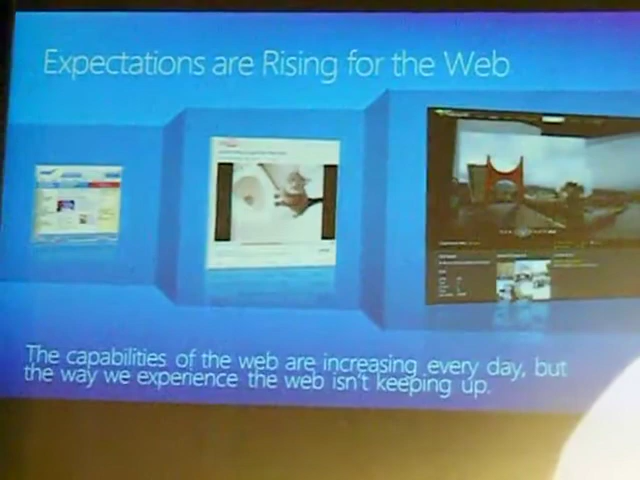 Expectations are Rising for the Web
The capabilities of the web are increasing every day, but
the way we experience the web isn't keeping up.